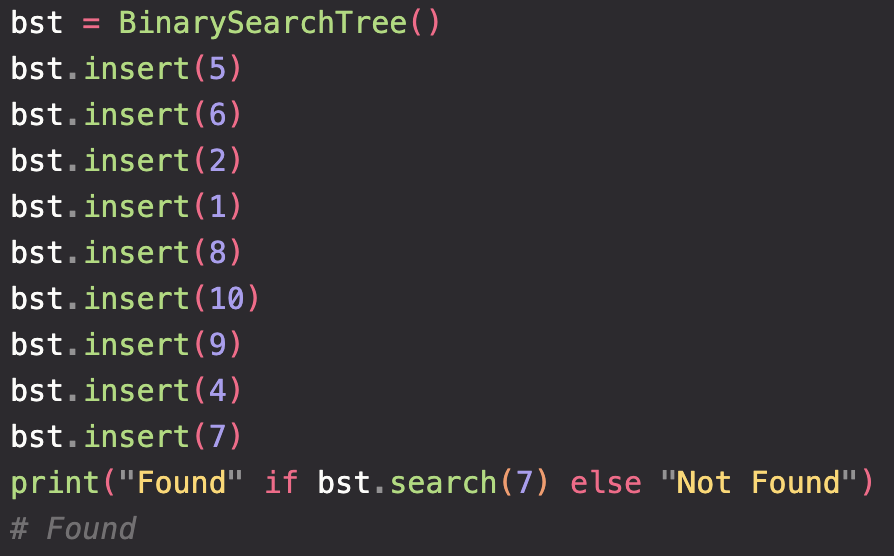 bst = BinarySearchTree()
bst.insert(5)
bst.insert(6)
bst.insert(2)
bst.insert(1)
bst.insert(8)
bst.insert(10)
bst.insert(9)
bst.insert(4)
bst.insert(7)
print("Found" if bst.search(7) else "Not Found")
# Found